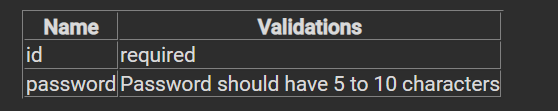 Name Validations
id required
password Password should have 5 to 10 characters